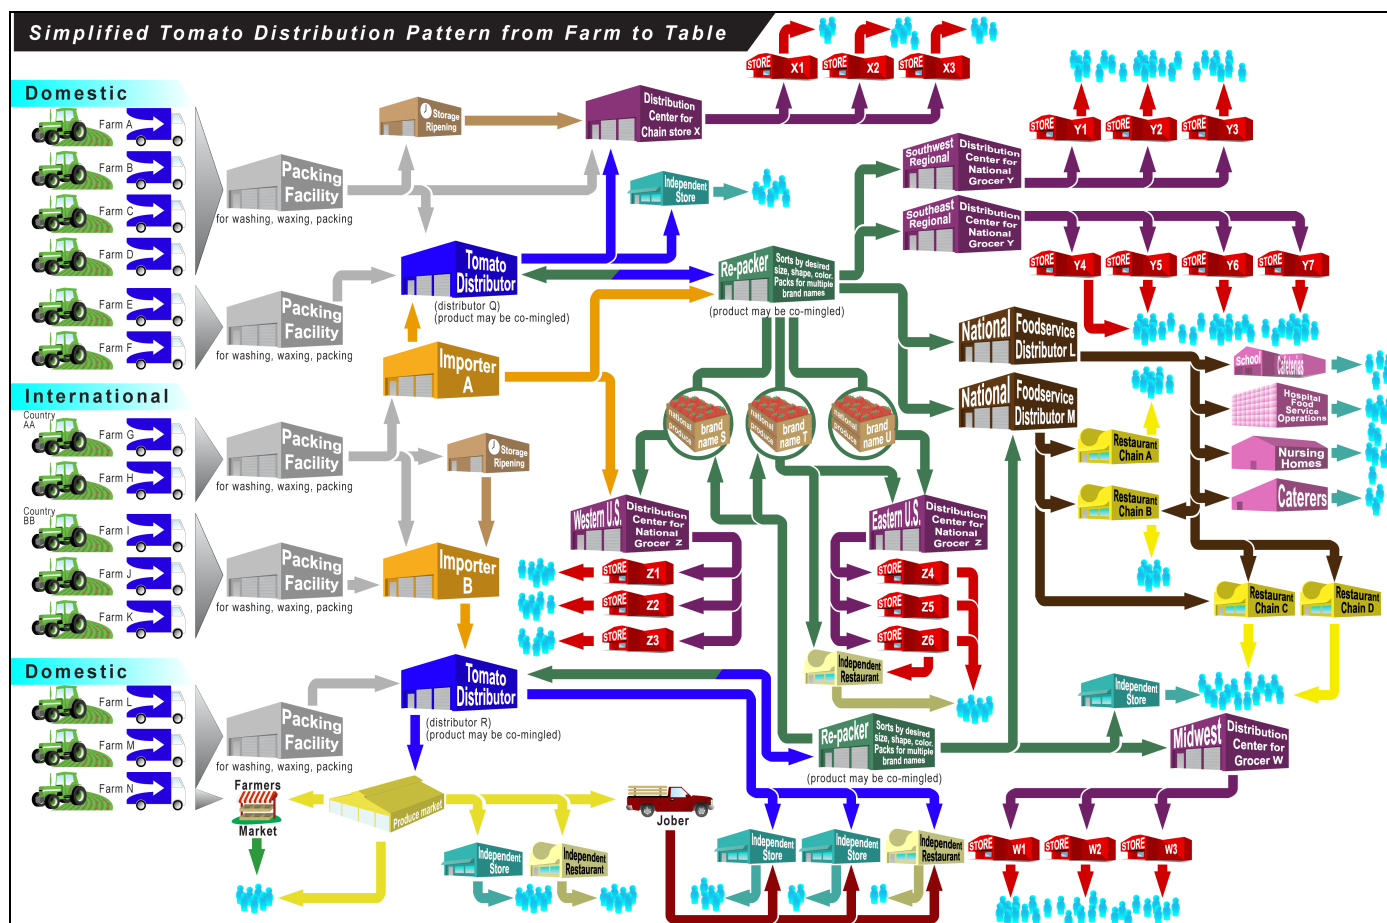 Simplified Tomato Distribution Pattern from Farm to Table
Domestic
Farm A
Farm B
Farm C
Farm D
Farm E
Farm F
Packing
Facility
for washing, waxing, packing
Packing
Facility
for washing, waxing, packing
International
Country
AA
Farm G
Farm H
Country
BB
Farm I
Farm J
Farm K
Packing
Facility
for washing, waxing, packing
Packing
Facility
for washing, waxing, packing
Domestic
Farm L
Farm M
Farm N
Packing
Facility
for washing, waxing, packing
Farmers
Market
Storage
Ripening
Distribution
Center for
Chain store X
STORE X1
STORE X2
STORE X3
Independent
Store
Tomato
Distributor
(distributor Q)
(product may be co-mingled)
Importer
A
Storage
Ripening
Importer
B
Tomato
Distributor
(distributor R)
(product may be co-mingled)
Produce market
Independent
Store
Independent
Restaurant
Jober
Re-packer
Sorts by desired
size, shape, color.
Packs for multiple
brand names
(product may be co-mingled)
national produce
brand
name S
national produce
brand
name T
national produce
brand
name U
Western U.S.
Distribution
Center for
National
Grocer Z
STORE Z1
STORE Z2
STORE Z3
Eastern U.S.
Distribution
Center for
National
Grocer Z
STORE Z4
STORE Z5
STORE Z6
Independent
Restaurant
Re-packer
Sorts by desired
size, shape, color.
Packs for multiple
brand names
(product may be co-mingled)
Independent
Store
Independent
Store
Independent
Restaurant
Southwest
Regional
Distribution
Center for
National
Grocer Y
STORE Y1
STORE Y2
STORE Y3
Southeast
Regional
Distribution
Center for
National
Grocer Y
STORE Y4
STORE Y5
STORE Y6
STORE Y7
National
Foodservice
Distributor L
National
Foodservice
Distributor M
School
Cafeterias
Hospital
Food
Service
Operations
Nursing
Homes
Caterers
Restaurant
Chain A
Restaurant
Chain B
Restaurant
Chain C
Restaurant
Chain D
Independent
Store
Midwest
Distribution
Center for
Grocer W
STORE W1
STORE W2
STORE W3